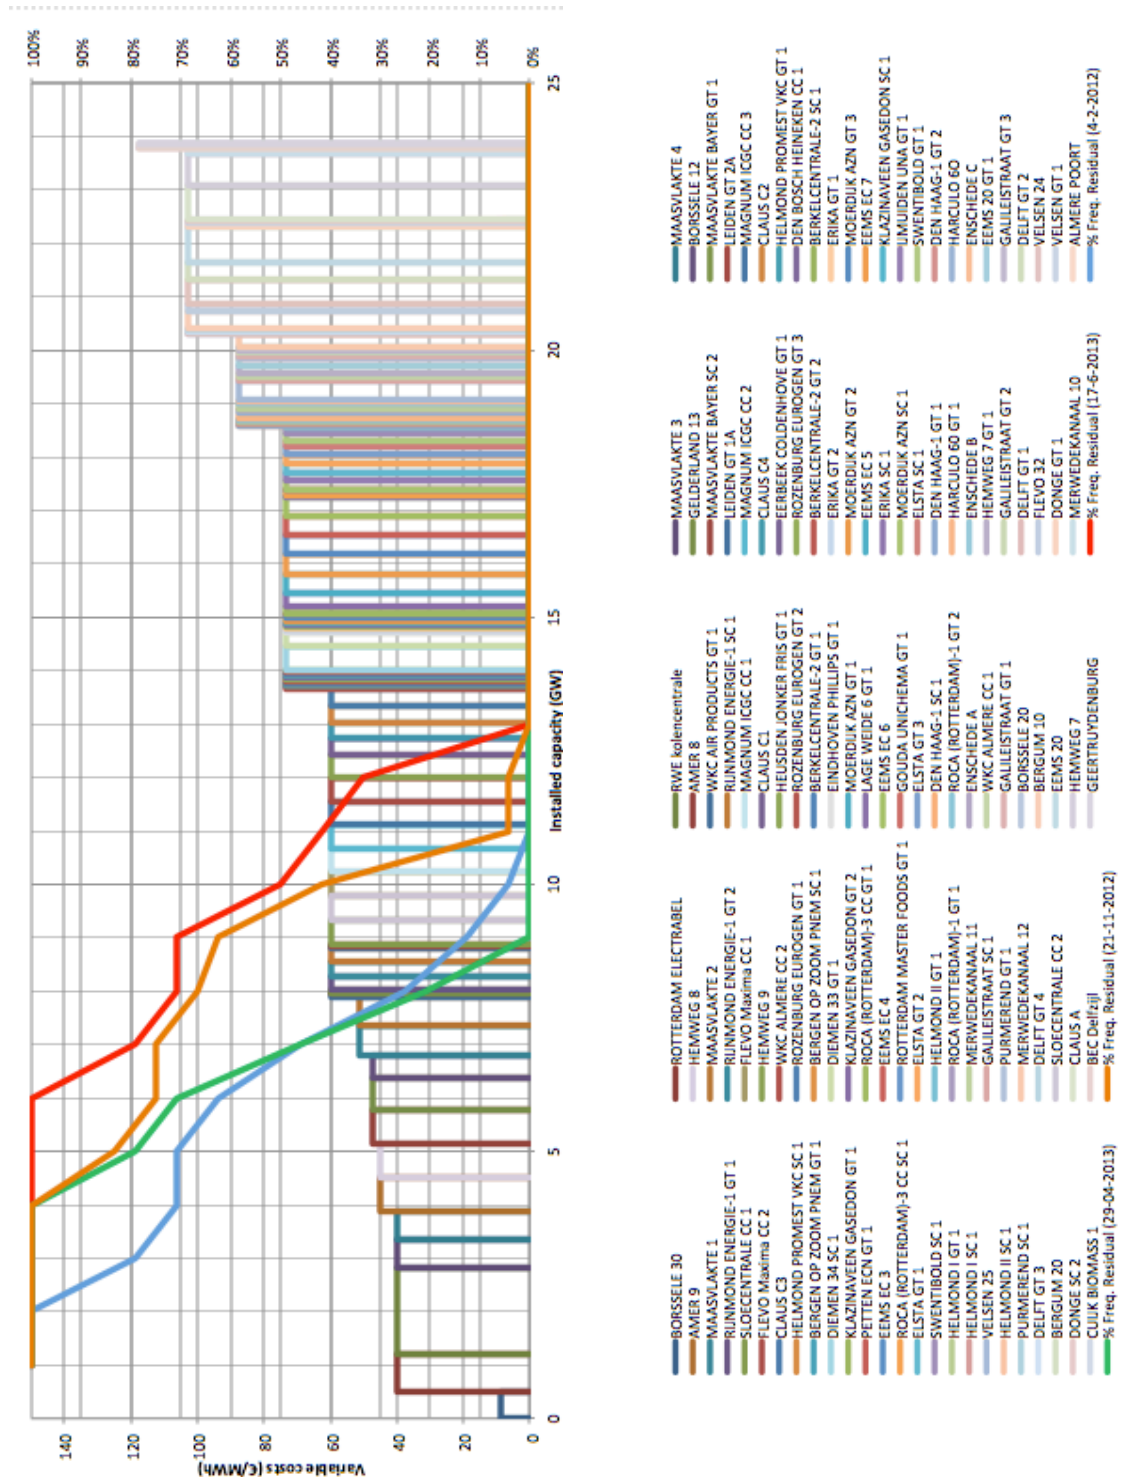 100%
90%
80%
70%
60%
50%
40%
30%
20%
10%
0%
140
120
100
80
60
40
20
0
Variable costs (€/MWh)
0 5 10 15 20 25
Installed capacity (GW)
BORSSELE 30 ROTTERDAM ELECTRABEL RWE kolencentrale MAASVLAKTE 3 MAASVLAKTE 4
AMER 9 HEMWEG 8 AMER 8 GELDERLAND 13 BORSSELE 12
MAASVLAKTE 1 MAASVLAKTE 2 WKC AIR PRODUCTS GT 1 MAASVLAKTE BAYER SC 2 MAASVLAKTE BAYER GT 1
RIJNMOND ENERGIE-1 GT 1 RIJNMOND ENERGIE-1 GT 2 RIJNMOND ENERGIE-1 SC 1 LEIDEN GT 1A LEIDEN GT 2A
SLOECENTRALE CC 1 FLEVO Maxima CC 1 MAGNUM ICGC CC 1 MAGNUM ICGC CC 2 MAGNUM ICGC CC 3
FLEVO Maxima CC 2 HEMWEG 9 CLAUS C1 CLAUS C4 CLAUS C2
CLAUS C3 WKC ALMERE CC 2 HEUSDEN JONKER FRIS GT 1 EERBEEK COLDENHOVE GT 1 HELMOND PROMEST VKC GT 1
HELMOND PROMEST VKC SC 1 ROZENBURG EUROGEN GT 1 ROZENBURG EUROGEN GT 2 ROZENBURG EUROGEN GT 3 DEN BOSCH HEINEKEN CC 1
BERGEN OP ZOOM PNEM GT 1 BERGEN OP ZOOM PNEM SC 1 BERKELCENTRALE-2 GT 1 BERKELCENTRALE-2 GT 2 BERKELCENTRALE-2 SC 1
DIEMEN 34 SC 1 DIEMEN 33 GT 1 EINDHOVEN PHILLIPS GT 1 ERIKA GT 2 ERIKA GT 1
KLAZINAVEEN GASEDON GT 1 KLAZINAVEEN GASEDON GT 2 MOERDIJK AZN GT 1 MOERDIJK AZN GT 2 MOERDIJK AZN GT 3
PETTEN ECN GT 1 ROCA (ROTTERDAM)-3 CC GT 1 LAGE WEIDE 6 GT 1 EEMS EC 5 EEMS EC 7
EEMS EC 3 EEMS EC 4 EEMS EC 6 ERIKA SC 1 KLAZINAVEEN GASEDON SC 1
ROCA (ROTTERDAM)-3 CC SC 1 ROTTERDAM MASTER FOODS GT 1 GOUDA UNICHEMA GT 1 MOERDIJK AZN SC 1 IJMUIDEN UNA GT 1
ELSTA GT 1 ELSTA GT 2 ELSTA GT 3 ELSTA SC 1 SWENTIBOLD GT 1
SWENTIBOLD SC 1 HELMOND II GT 1 DEN HAAG-1 SC 1 DEN HAAG-1 GT 1 DEN HAAG-1 GT 2
HELMOND I GT 1 ROCA (ROTTERDAM)-1 GT 1 ROCA (ROTTERDAM)-1 GT 2 HARCULO 60 GT 1 HARCULO 60
HELMOND I SC 1 MERWEDEKANAAL 11 ENSCHEDE A ENSCHEDE B ENSCHEDE C
VELSEN 25 GALILEISTRAAT SC 1 WKC ALMERE CC 1 HEMWEG 7 GT 1 EEMS 20 GT 1
HELMOND II SC 1 PURMEREND GT 1 GALILEISTRAAT GT 1 GALILEISTRAAT GT 2 GALILEISTRAAT GT 3
PURMEREND SC 1 MERWEDEKANAAL 12 BORSSELE 20 DELFT GT 1 DELFT GT 2
DELFT GT 3 DELFT GT 4 BERGUM 10 FLEVO 32 VELSEN 24
BERGUM 20 SLOECENTRALE CC 2 EEMS 20 DONGE GT 1 VELSEN GT 1
DONGE SC 2 CLAUS A HEMWEG 7 MERWEDEKANAAL 10 ALMERE POORT
CUIJK BIOMASS 1 BEC Delfzijl GEERTRUYDENBURG % Freq. Residual (17-6-2013) % Freq. Residual (4-2-2012)
% Freq. Residual (29-04-2013) % Freq. Residual (21-11-2012)